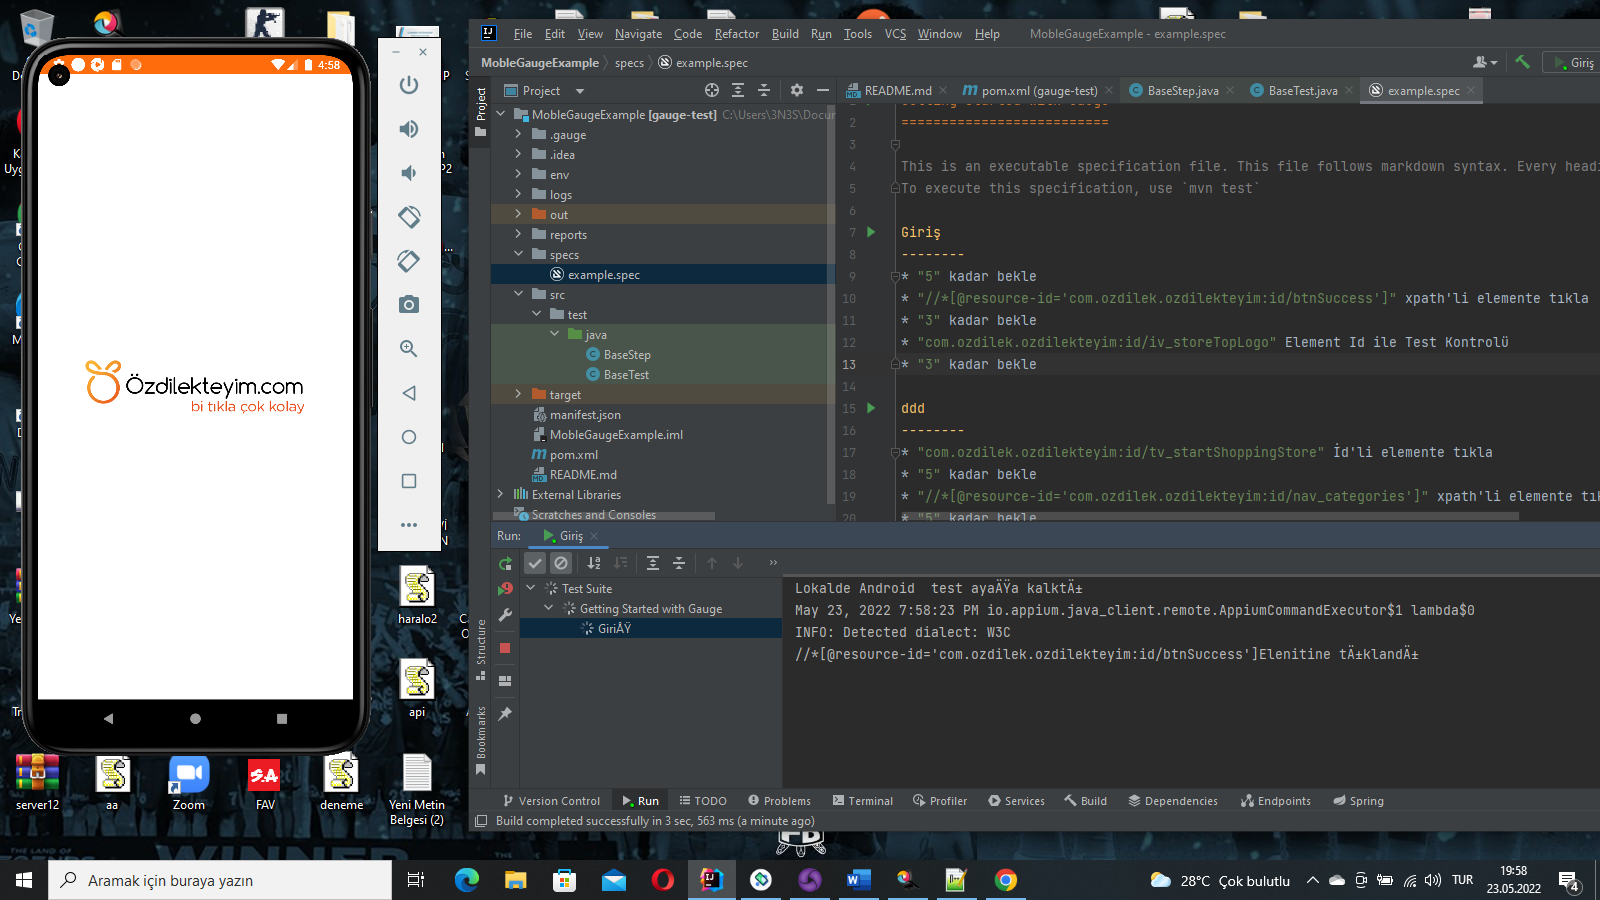 4:58
Özdilekteyim.com
bi tıkla çok kolay
File Edit View Navigate Code Refactor Build Run Tools VCS Window Help MobleGaugeExample - example.spec
MobleGaugeExample specs example.spec
Giriş
Project
Project
README.md pom.xml (gauge-test) BaseStep.java BaseTest.java example.spec
MobleGaugeExample [gauge-test] C:\Users\3N3S\Docur
.gauge
.idea
env
logs
out
reports
specs
example.spec
src
test
java
BaseStep
BaseTest
target
manifest.json
MobleGaugeExample.iml
pom.xml
README.md
External Libraries
Scratches and Consoles
2 ==========================
3
4 This is an executable specification file. This file follows markdown syntax. Every headi
5 To execute this specification, use `mvn test`
6
7 Giriş
8 --------
9 * "5" kadar bekle
10 * "//*[@resource-id='com.ozdilek.ozdilekteyim:id/btnSuccess']" xpath'li elemente tıkla
11 * "3" kadar bekle
12 * "com.ozdilek.ozdilekteyim:id/iv_storeTopLogo" Element Id ile Test Kontrolü
13 * "3" kadar bekle
14
15 ddd
16 --------
17 * "com.ozdilek.ozdilekteyim:id/tv_startShoppingStore" İd'li elemente tıkla
18 * "5" kadar bekle
19 * "//*[@resource-id='com.ozdilek.ozdilekteyim:id/nav_categories']" xpath'li elemente tık
20 * "5" kadar bekle
Run: Giriş
Test Suite
Getting Started with Gauge
GiriÅŸ
Lokalde Android  test ayaÄŸa kalktÄ±
May 23, 2022 7:58:23 PM io.appium.java_client.remote.AppiumCommandExecutor$1 lambda$0
INFO: Detected dialect: W3C
//*[@resource-id='com.ozdilek.ozdilekteyim:id/btnSuccess']Elenitine tÄ±klandÄ±
Structure
Bookmarks
Version Control Run TODO Problems Terminal Profiler Services Build Dependencies Endpoints Spring
Build completed successfully in 3 sec, 563 ms (a minute ago)
haralo2
api
server12
aa
Zoom
S.A
FAV
deneme
Yeni Metin
Belgesi (2)
WINNER
FB
Aramak için buraya yazın
28°C Çok bulutlu
TUR
19:58
23.05.2022
4